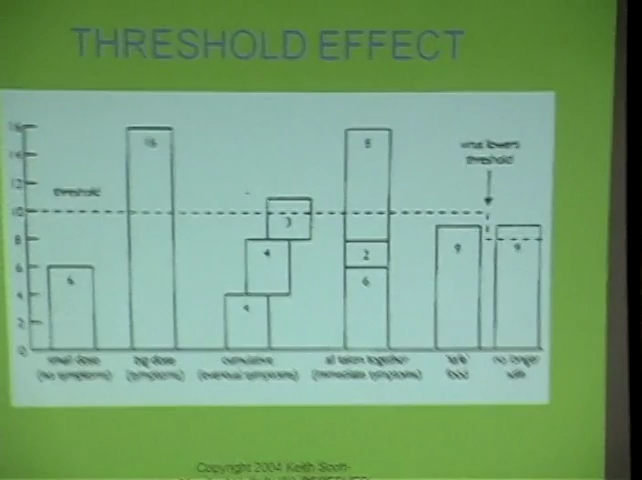 THRESHOLD EFFECT
16
14
12
10
8
6
4
2
0
threshold
virus lowers
threshold
6
16
4
4
3
6
2
8
9
9
small dose
(no symptoms)
big dose
(symptoms)
cumulative
(eventual symptoms)
all taken together
(immediate symptoms)
safe
food
no longer
safe
Copyright 2004 Keith Scott-